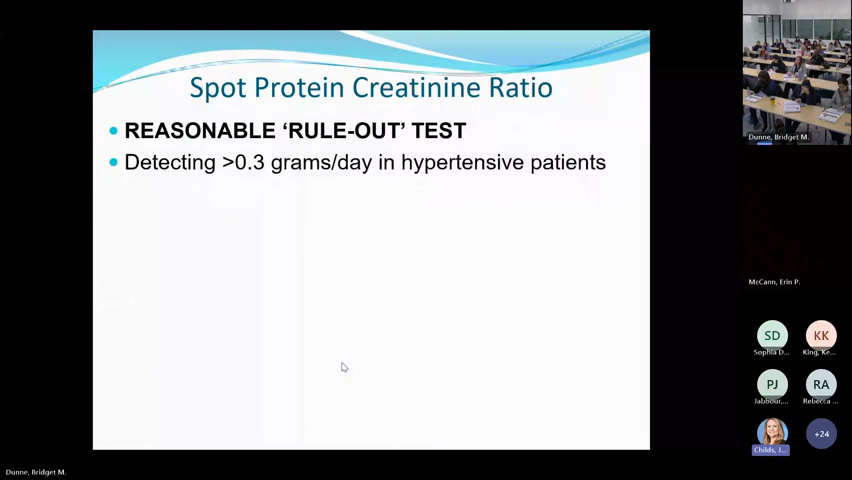 Spot Protein Creatinine Ratio
REASONABLE ‘RULE-OUT’ TEST
Detecting >0.3 grams/day in hypertensive patients
Dunne, Bridget M.
McCann, Erin P.
SD
KK
Sophia D...
King, Ke...
PJ
RA
Jabbour,...
Rebecca ...
+24
Childs, J...
Dunne, Bridget M.